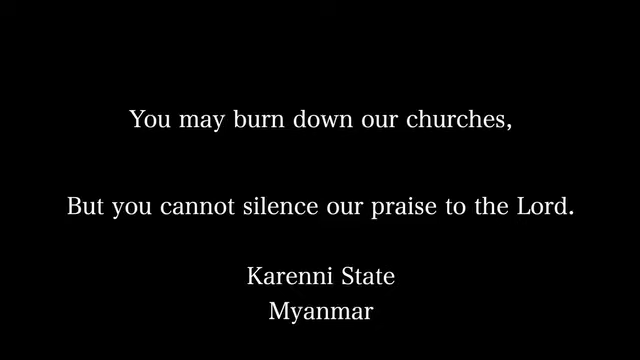 You may burn down our churches,
But you cannot silence our praise to the Lord.
Karenni State
Myanmar